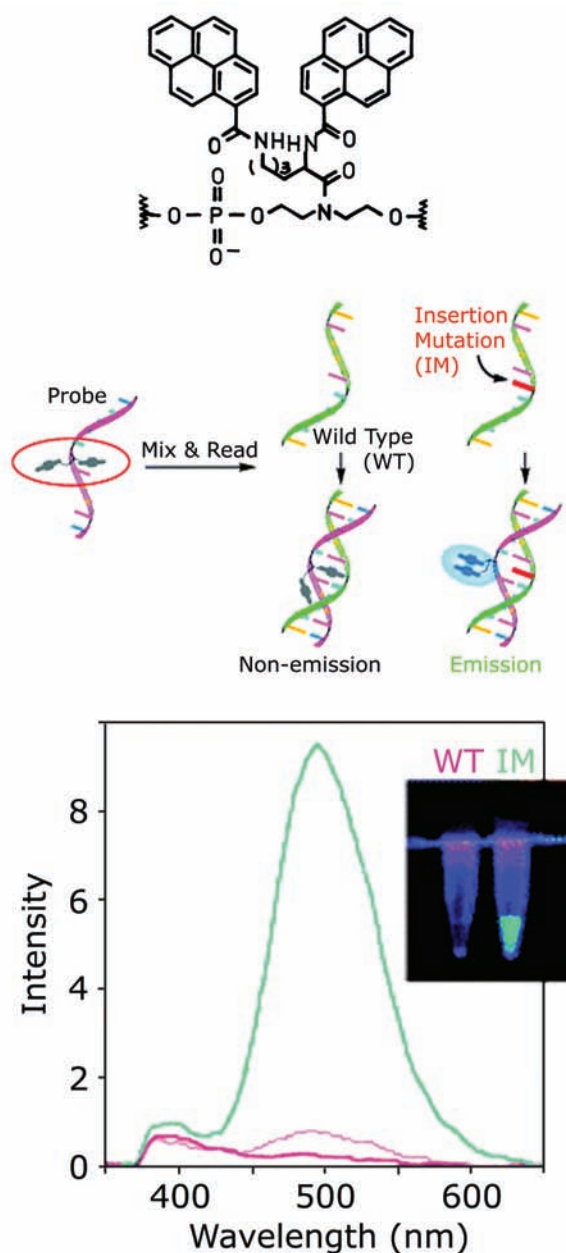 O NH HN O
( )3 O
O P O N O
O
O−
Insertion
Mutation
(IM)
Probe
Mix & Read
Wild Type
(WT)
Non-emission
Emission
WT IM
8
6
4
2
0
Intensity
400 500 600
Wavelength (nm)